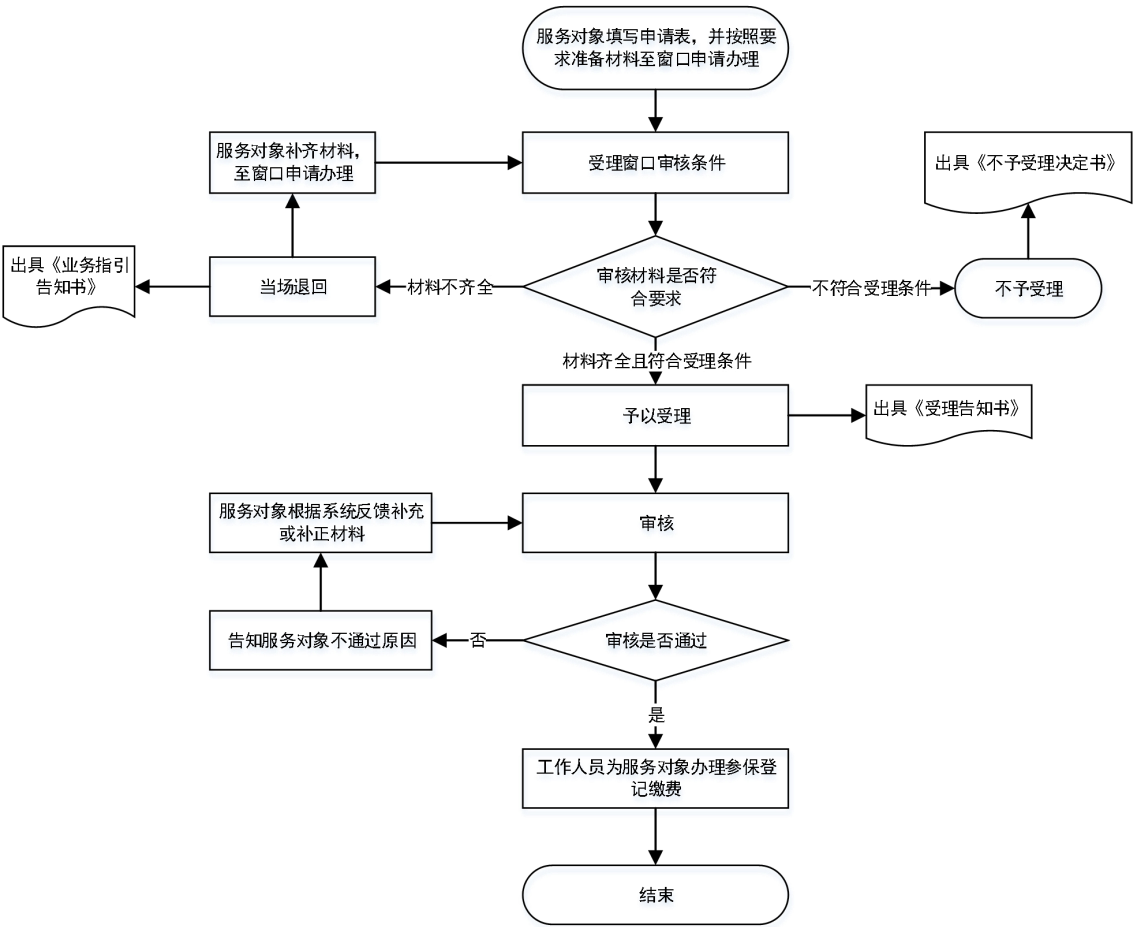 服务对象填写申请表，并按照要
求准备材料至窗口申请办理
服务对象补齐材料，
至窗口申请办理
受理窗口审核条件
出具《不予受理决定书》
出具《业务指引
告知书》
当场退回
材料不齐全
审核材料是否符
合要求
不符合受理条件
不予受理
材料齐全且符合受理条件
予以受理
出具《受理告知书》
服务对象根据系统反馈补充
或补正材料
审核
告知服务对象不通过原因
否
审核是否通过
是
工作人员为服务对象办理参保登
记缴费
结束